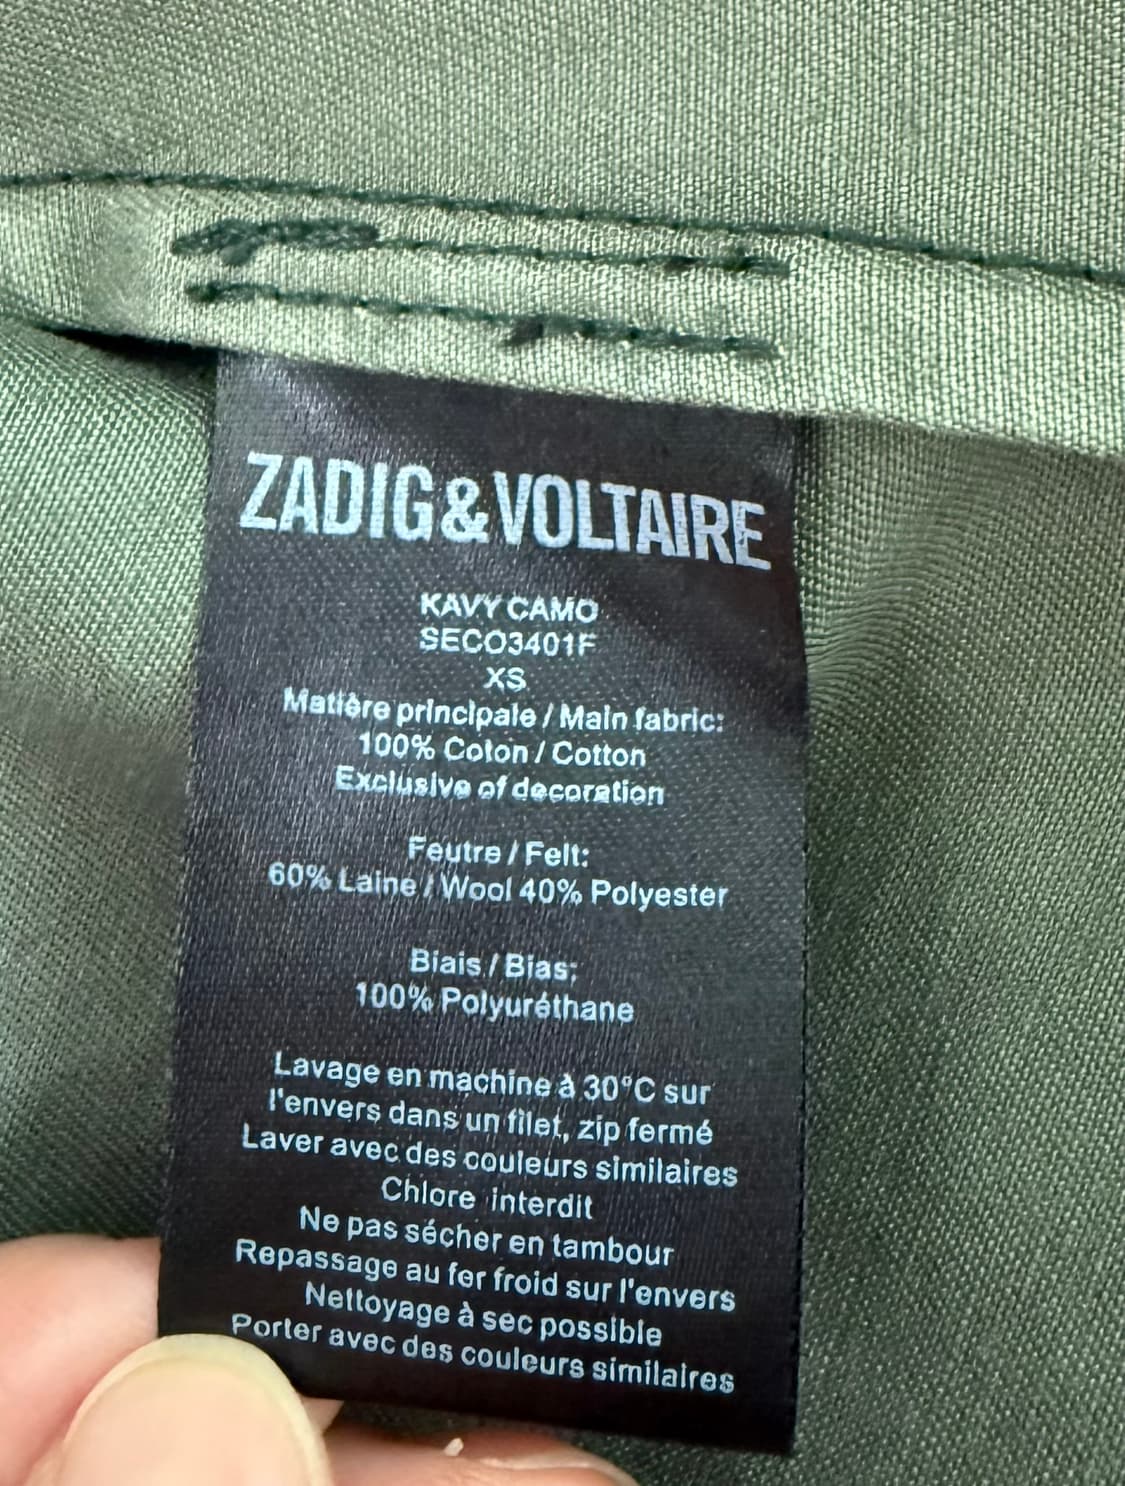 ZADIG&VOLTAIRE
KAVY CAMO
SECO3401F
XS
Matière principale / Main fabric:
100% Coton / Cotton
Exclusive of decoration
Feutre / Felt:
60% Laine / Wool 40% Polyester
Biais / Bias:
100% Polyuréthane
Lavage en machine à 30°C sur
l'envers dans un filet, zip fermé
Laver avec des couleurs similaires
Chlore interdit
Ne pas sécher en tambour
Repassage au fer froid sur l'envers
Nettoyage à sec possible
Porter avec des couleurs similaires